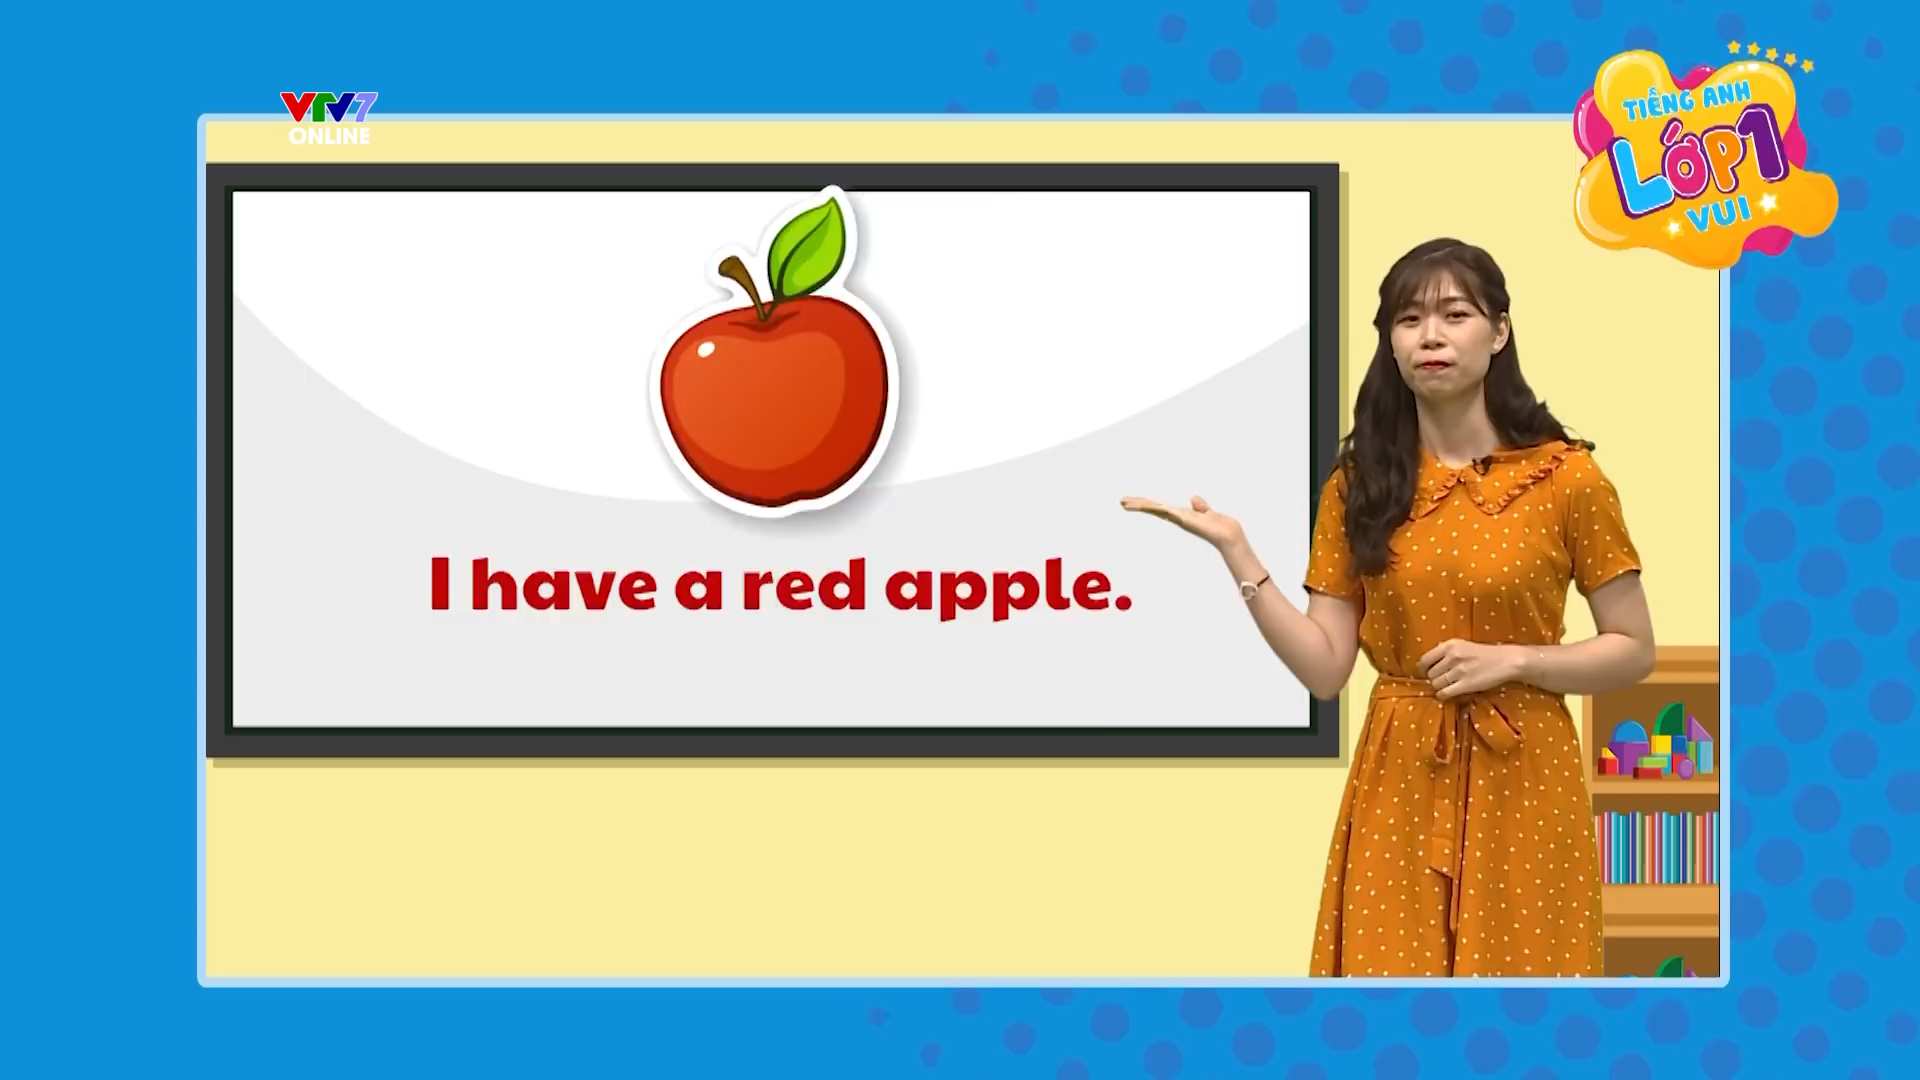 VTV7
ONLINE
TIẾNG ANH
LỚP 1
VUI
I have a red apple.